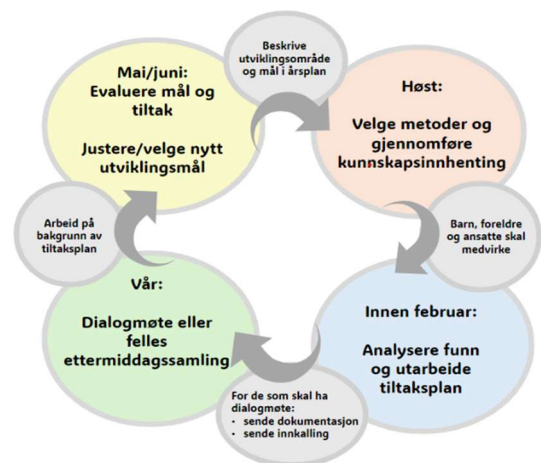 Mai/juni:
Evaluere mål og
tiltak
Justere/velge nytt
utviklingsmål
Beskrive
utviklingsområde
og mål i årsplan
Høst:
Velge metoder og
gjennomføre
kunnskapsinnhenting
Barn, foreldre
og ansatte skal
medvirke
Innen februar:
Analysere funn
og utarbeide
tiltaksplan
For de som skal ha
dialogmøte:
• sende dokumentasjon
• sende innkalling
Vår:
Dialogmøte eller
felles
ettermiddagssamling
Arbeid på
bakgrunn av
tiltaksplan